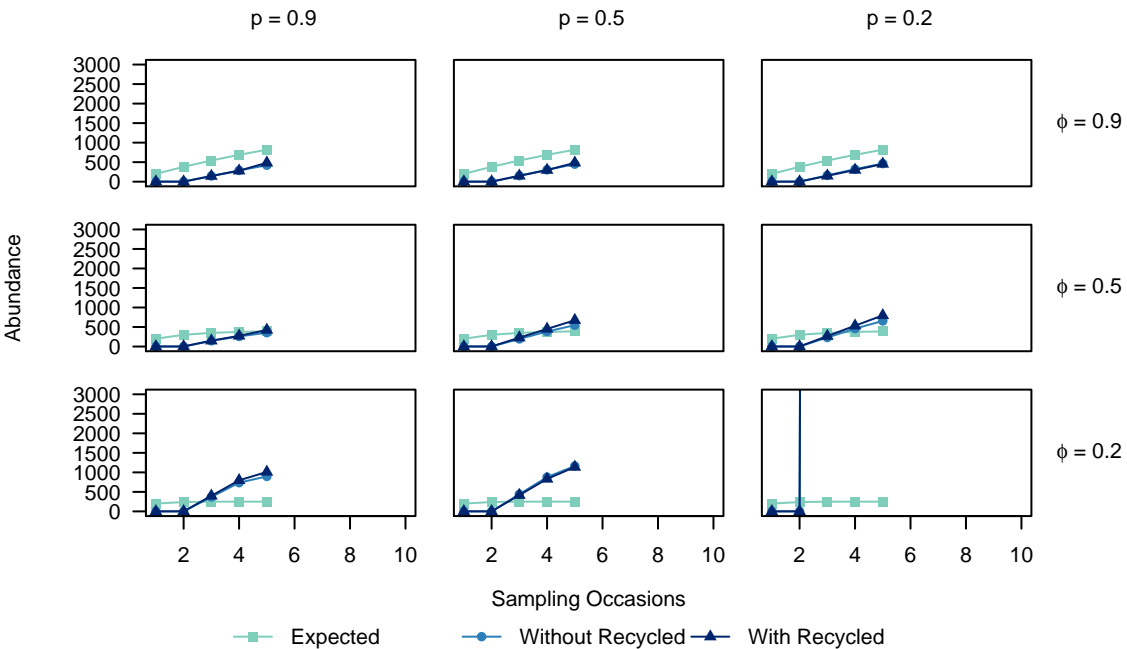 p = 0.9 p = 0.5 p = 0.2
3000
2500
2000
1500
1000
500
0
ϕ = 0.9
3000
2500
2000
1500
1000
500
0
ϕ = 0.5
3000
2500
2000
1500
1000
500
0
ϕ = 0.2
Abundance
2 4 6 8 10 2 4 6 8 10 2 4 6 8 10
Sampling Occasions
Expected Without Recycled With Recycled